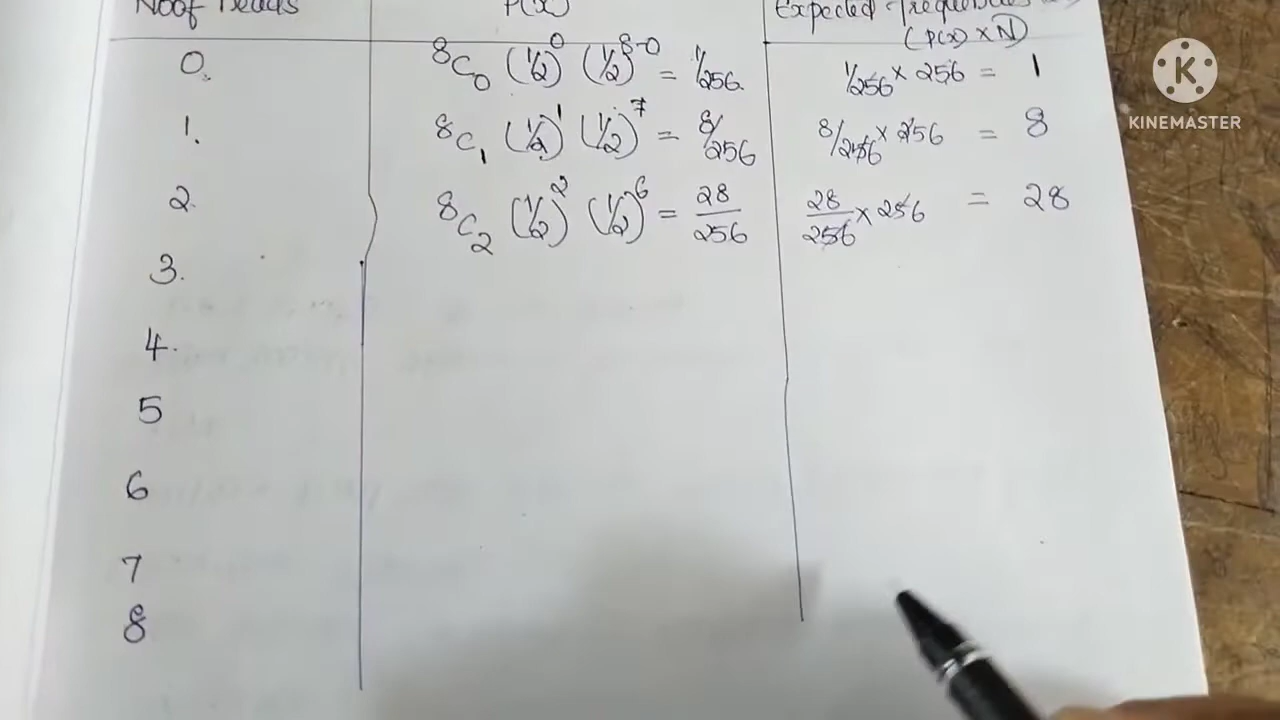 No of Heads P(x) Expected frequencies
(P(x) × N)
0. ⁸C₀ (1/2)⁰ (1/2)⁸⁻⁰ = 1/256. 1/256 × 256 = 1
1. ⁸C₁ (1/2)¹ (1/2)⁷ = 8/256 8/256 × 256 = 8
2. ⁸C₂ (1/2)² (1/2)⁶ = 28/256 28/256 × 256 = 28
3.
4.
5
6
7
8
KINEMASTER